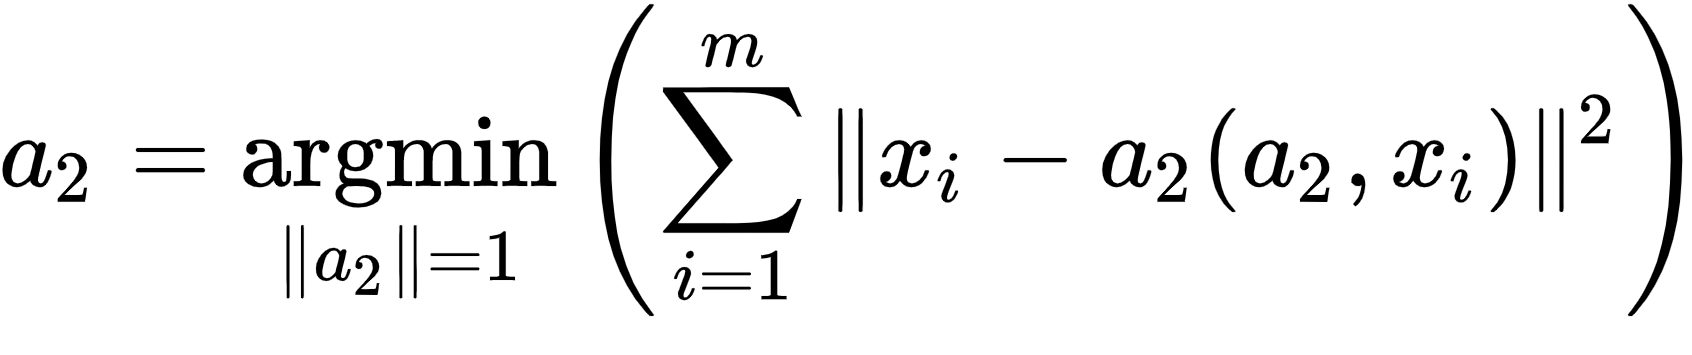 a_2 = \underset{\|a_2\|=1}{\operatorname{argmin}} \left( \sum_{i=1}^{m} \|x_i - a_2(a_2, x_i)\|^2 \right)